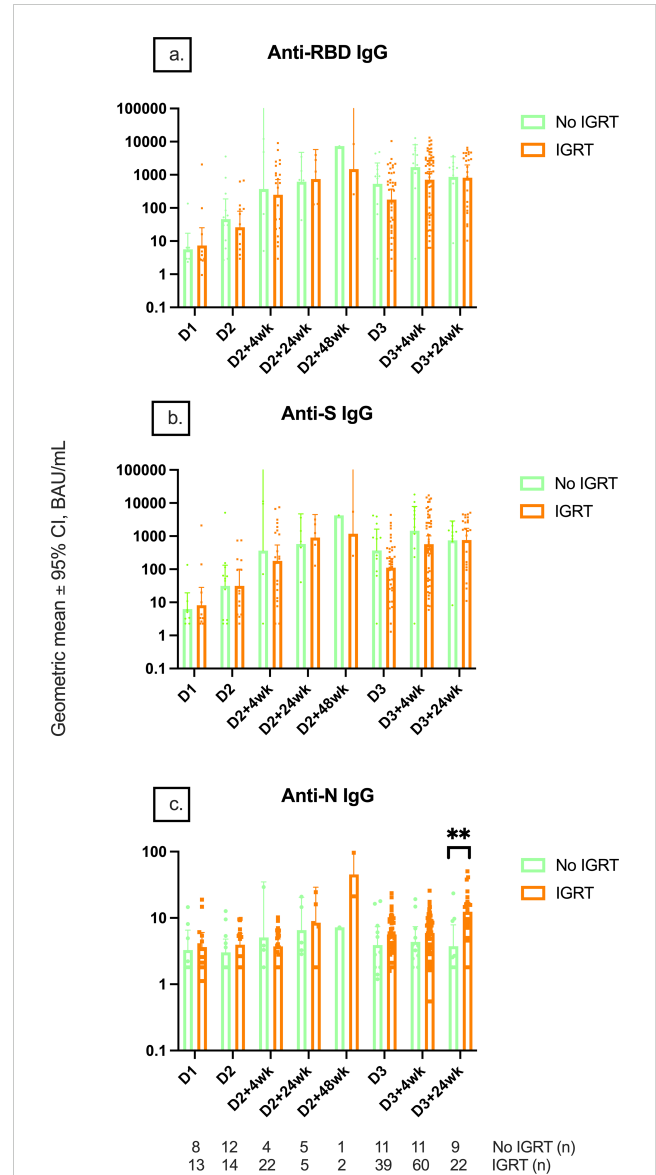 a.
Anti-RBD IgG
100000
10000
1000
100
10
1
0.1
No IGRT
IGRT
D1
D2
D2+4wk
D2+24wk
D2+48wk
D3
D3+4wk
D3+24wk
Geometric mean ± 95% CI, BAU/mL
b.
Anti-S IgG
100000
10000
1000
100
10
1
0.1
No IGRT
IGRT
D1
D2
D2+4wk
D2+24wk
D2+48wk
D3
D3+4wk
D3+24wk
c.
Anti-N IgG
**
100
10
1
0.1
No IGRT
IGRT
D1
D2
D2+4wk
D2+24wk
D2+48wk
D3
D3+4wk
D3+24wk
8 12 4 5 1 11 11 9 No IGRT (n)
13 14 22 5 2 39 60 22 IGRT (n)